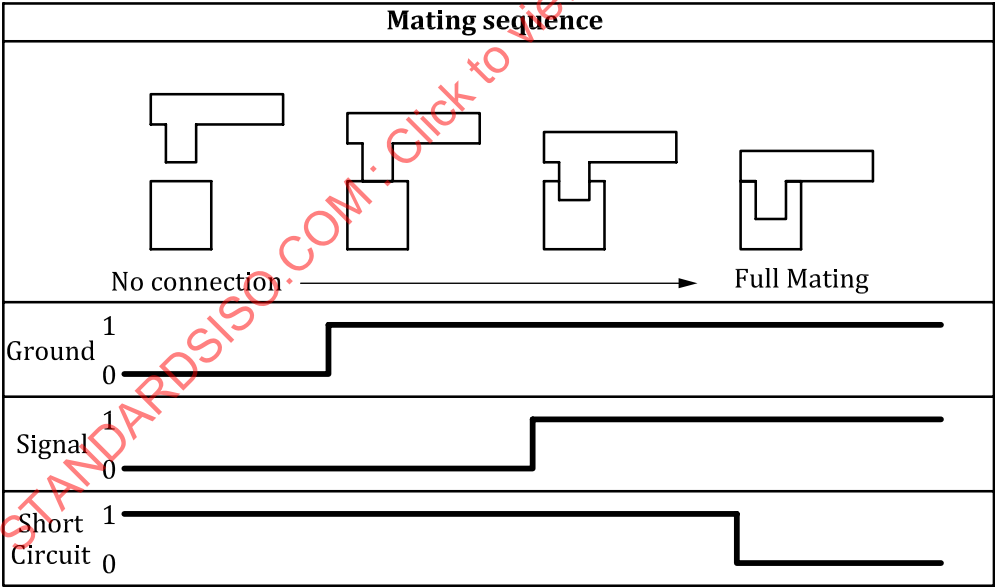 Mating sequence
No connection
Full Mating
1
Ground
0
1
Signal
0
1
Short
Circuit
0
STANDARDSISO.COM : Click to vie